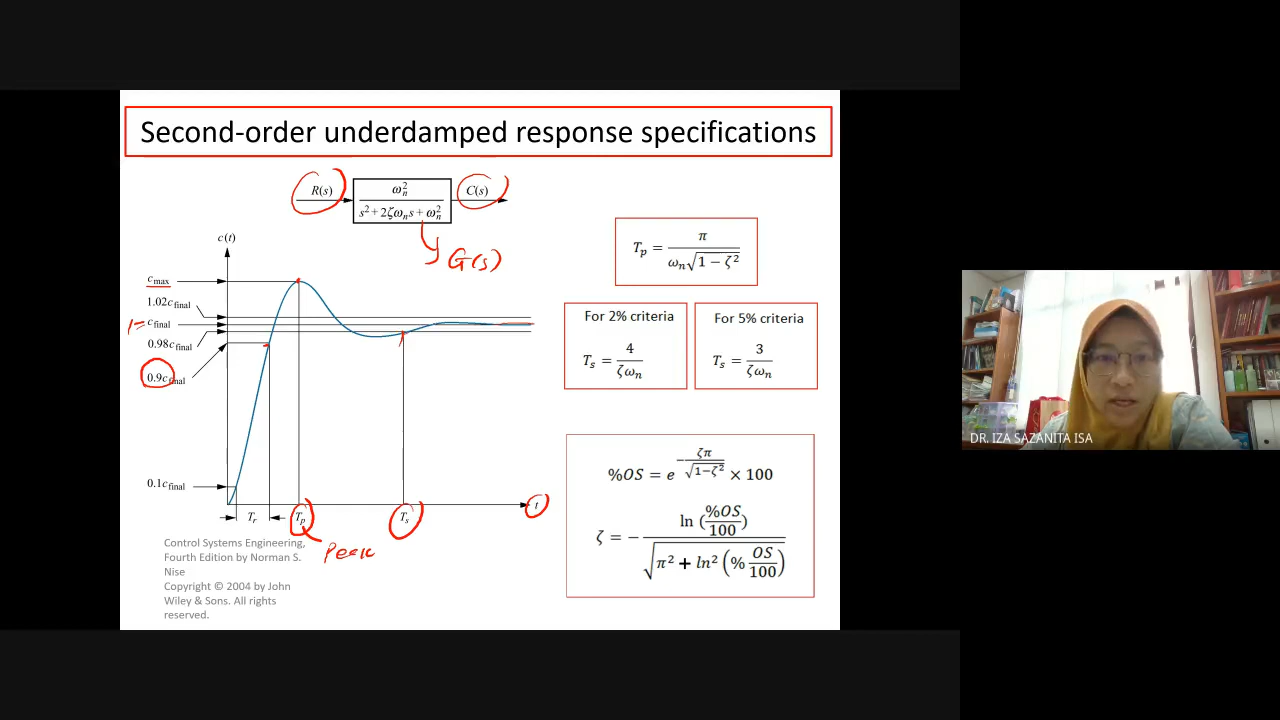 Second-order underdamped response specifications
R(s)
ωn²
s² + 2ζωns + ωn²
C(s)
G(s)
c(t)
cmax
1.02cfinal
1 = cfinal
0.98cfinal
0.9cfinal
0.1cfinal
Tr
Tp
Ts
t
Peak
Tp = π / ωn√1 − ζ²
For 2% criteria
Ts = 4 / ζωn
For 5% criteria
Ts = 3 / ζωn
%OS = e^−ζπ/√1−ζ² × 100
ζ = − ln (%OS/100) / √π² + ln² (% OS/100)
Control Systems Engineering,
Fourth Edition by Norman S.
Nise
Copyright © 2004 by John
Wiley & Sons. All rights
reserved.
DR. IZA SAZANITA ISA